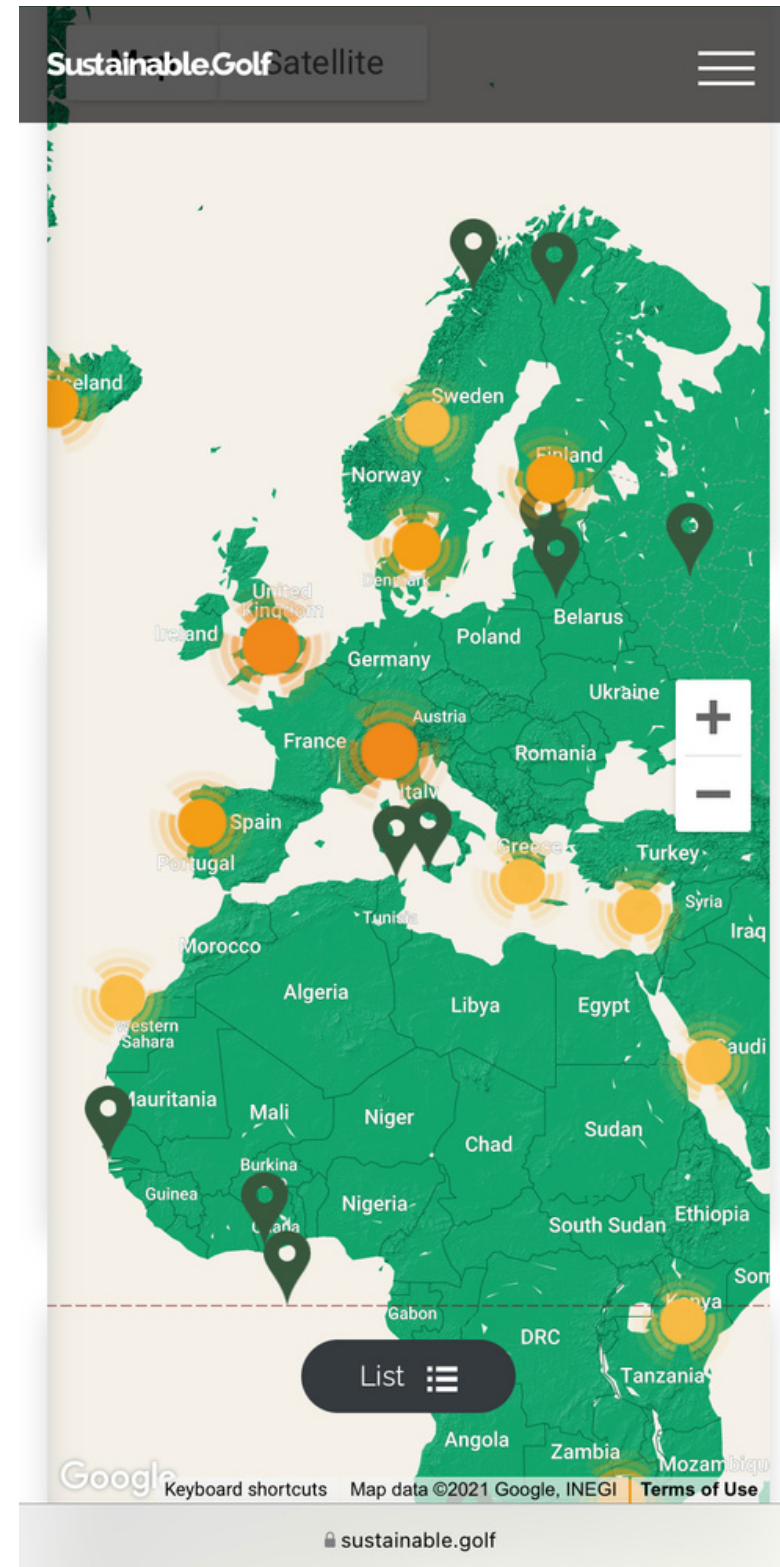 Sustainable.Golf
Map Satellite
Iceland
Sweden
Finland
Norway
Denmark
United
Kingdom
Ireland
Belarus
Poland
Germany
Ukraine
Austria
France
Romania
Italy
Spain
Portugal
Greece
Turkey
Syria
Tunisia
Iraq
Morocco
Algeria
Libya
Egypt
Western
Sahara
Saudi
Mauritania
Mali
Niger
Chad
Sudan
Burkina
Guinea
Nigeria
Ghana
South Sudan
Ethiopia
Som
Kenya
Gabon
DRC
List
Tanzania
Angola
Zambia
Mozambiqu
Google
Keyboard shortcuts Map data ©2021 Google, INEGI Terms of Use
sustainable.golf